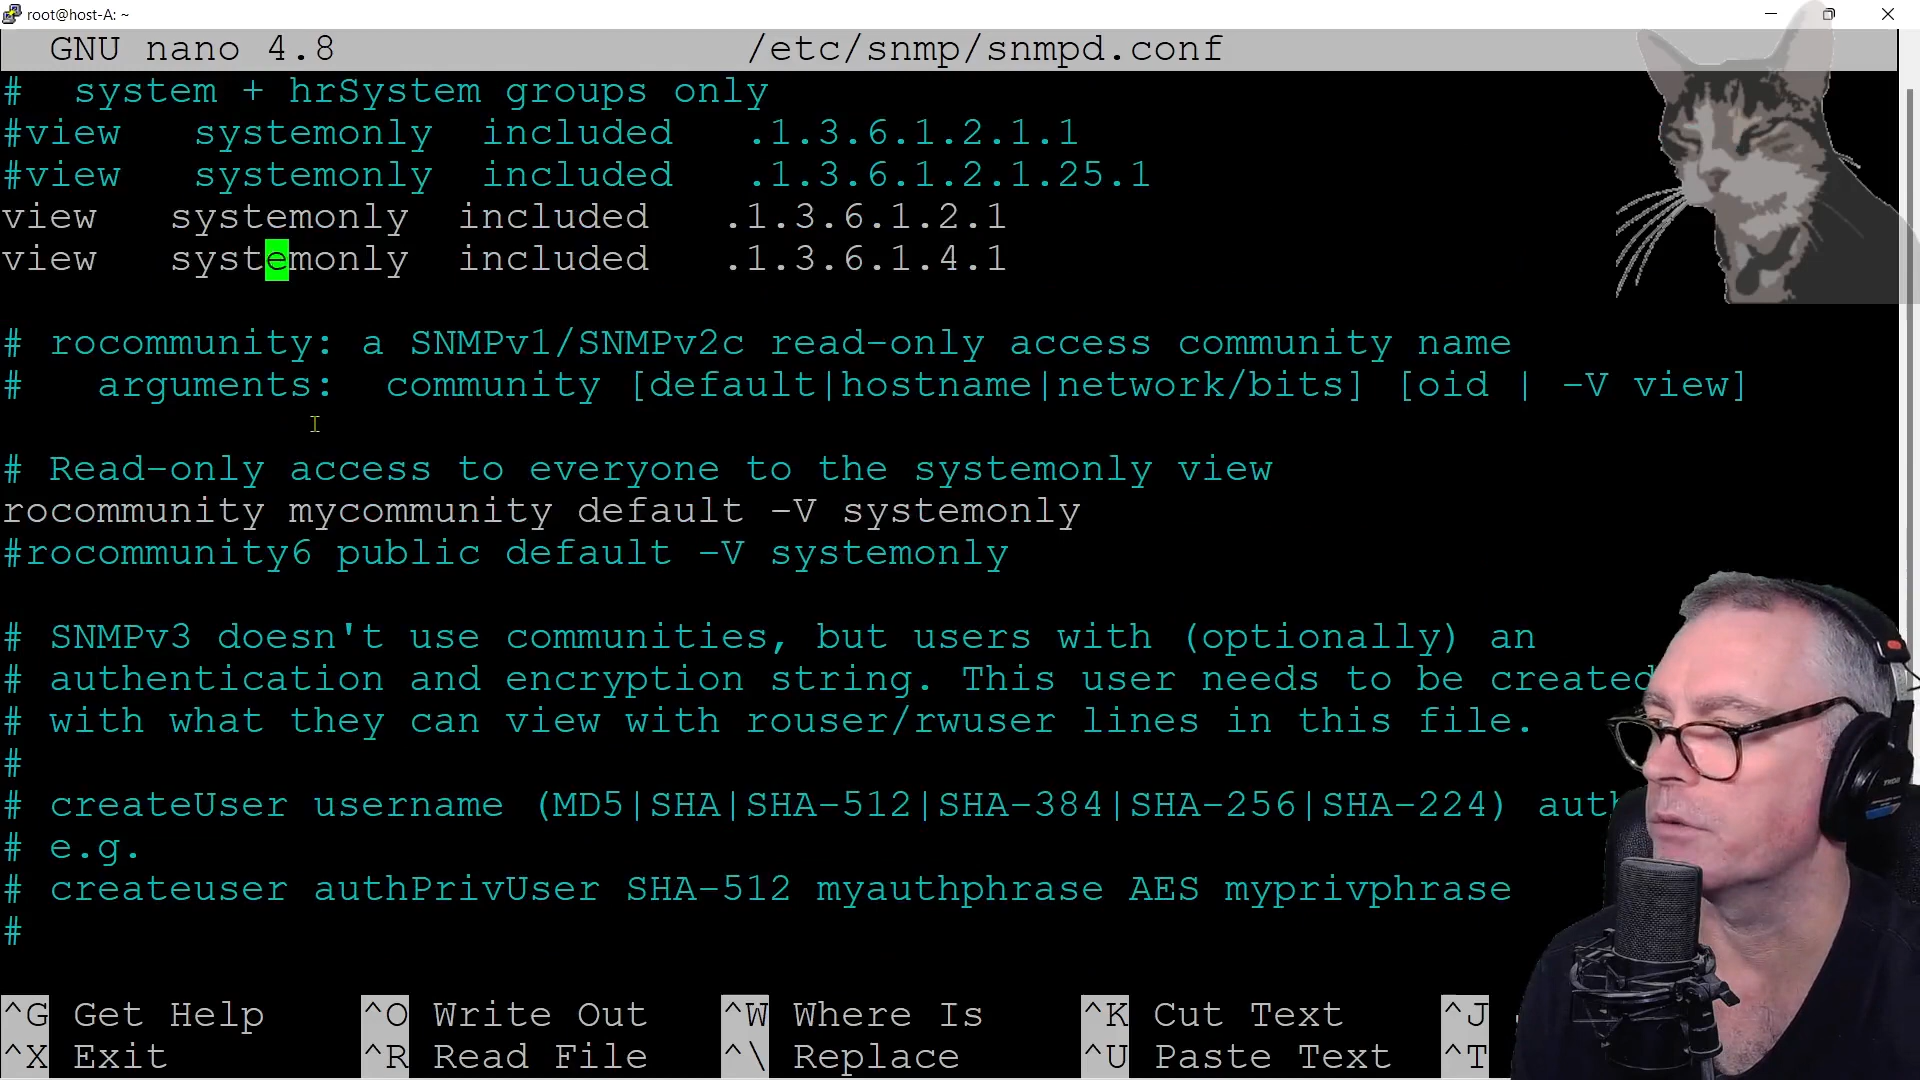 root@host-A: ~
GNU nano 4.8 /etc/snmp/snmpd.conf
# system + hrSystem groups only
#view systemonly included .1.3.6.1.2.1.1
#view systemonly included .1.3.6.1.2.1.25.1
view systemonly included .1.3.6.1.2.1
view systemonly included .1.3.6.1.4.1
# rocommunity: a SNMPv1/SNMPv2c read-only access community name
# arguments: community [default|hostname|network/bits] [oid | -V view]
# Read-only access to everyone to the systemonly view
rocommunity mycommunity default -V systemonly
#rocommunity6 public default -V systemonly
# SNMPv3 doesn't use communities, but users with (optionally) an
# authentication and encryption string. This user needs to be created
# with what they can view with rouser/rwuser lines in this file.
#
# createUser username (MD5|SHA|SHA-512|SHA-384|SHA-256|SHA-224) auth
# e.g.
# createuser authPrivUser SHA-512 myauthphrase AES myprivphrase
#
^G Get Help ^O Write Out ^W Where Is ^K Cut Text ^J
^X Exit ^R Read File ^\ Replace ^U Paste Text ^T